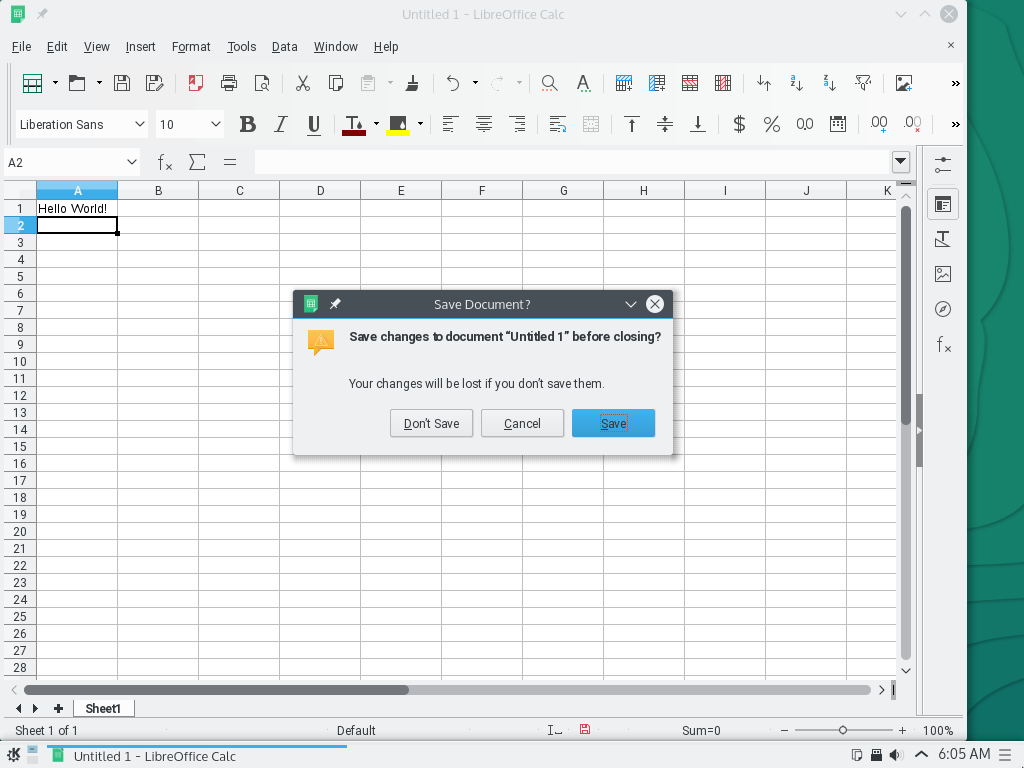 Untitled 1 - LibreOffice Calc
File Edit View Insert Format Tools Data Window Help
Liberation Sans 10
A2
A B C D E F G H I J K
1 Hello World!
2
3
4
5
6
7
8
9
10
11
12
13
14
15
16
17
18
19
20
21
22
23
24
25
26
27
28
Save Document?
Save changes to document “Untitled 1” before closing?
Your changes will be lost if you don’t save them.
Don't Save Cancel Save
Sheet1
Sheet 1 of 1 Default Sum=0 100%
Untitled 1 - LibreOffice Calc 6:05 AM